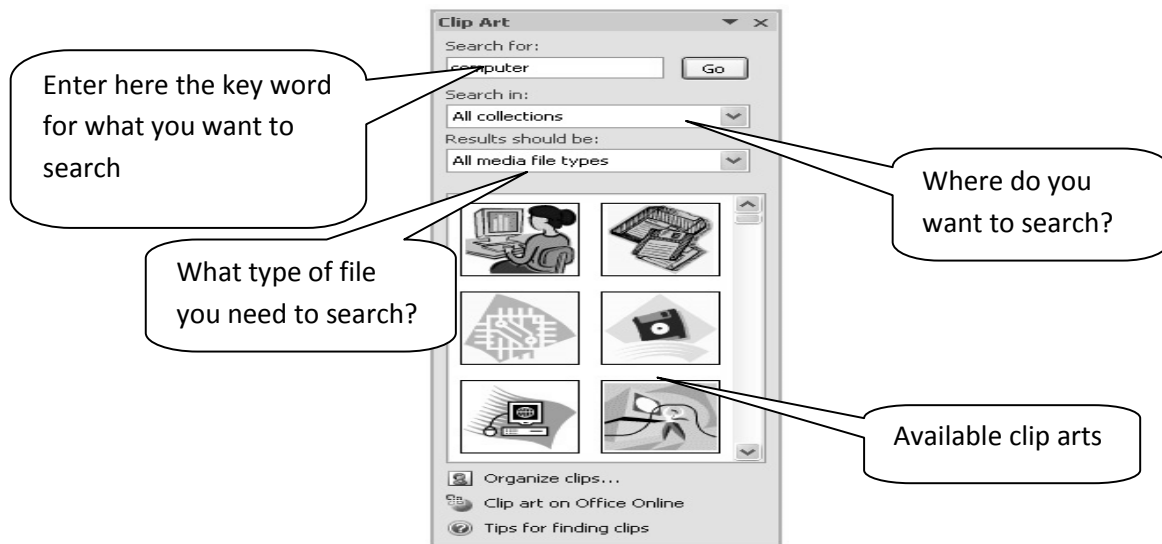 Clip Art
Search for:
computer
Go
Search in:
All collections
Results should be:
All media file types
Organize clips...
Clip art on Office Online
Tips for finding clips
Enter here the key word
for what you want to
search
What type of file
you need to search?
Where do you
want to search?
Available clip arts